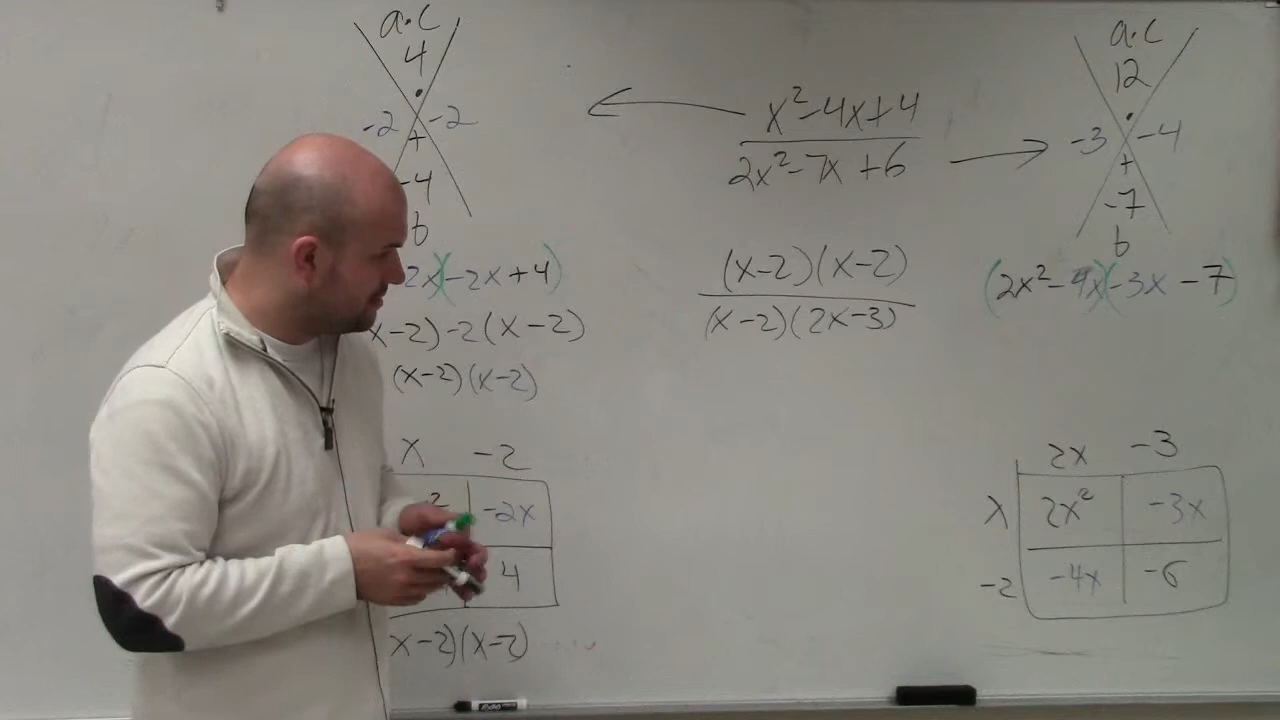 a·c
4
·
-2 -2
+
-4
b
2x)(-2x+4)
x-2)-2(x-2)
(x-2)(x-2)
x -2
2 -2x
4
x-2)(x-2)
x²-4x+4
2x²-7x+6
(x-2)(x-2)
(x-2)(2x-3)
a·c
12
·
-3 -4
+
-7
b
(2x²-4x)(-3x-7)
2x -3
x 2x² -3x
-2 -4x -6